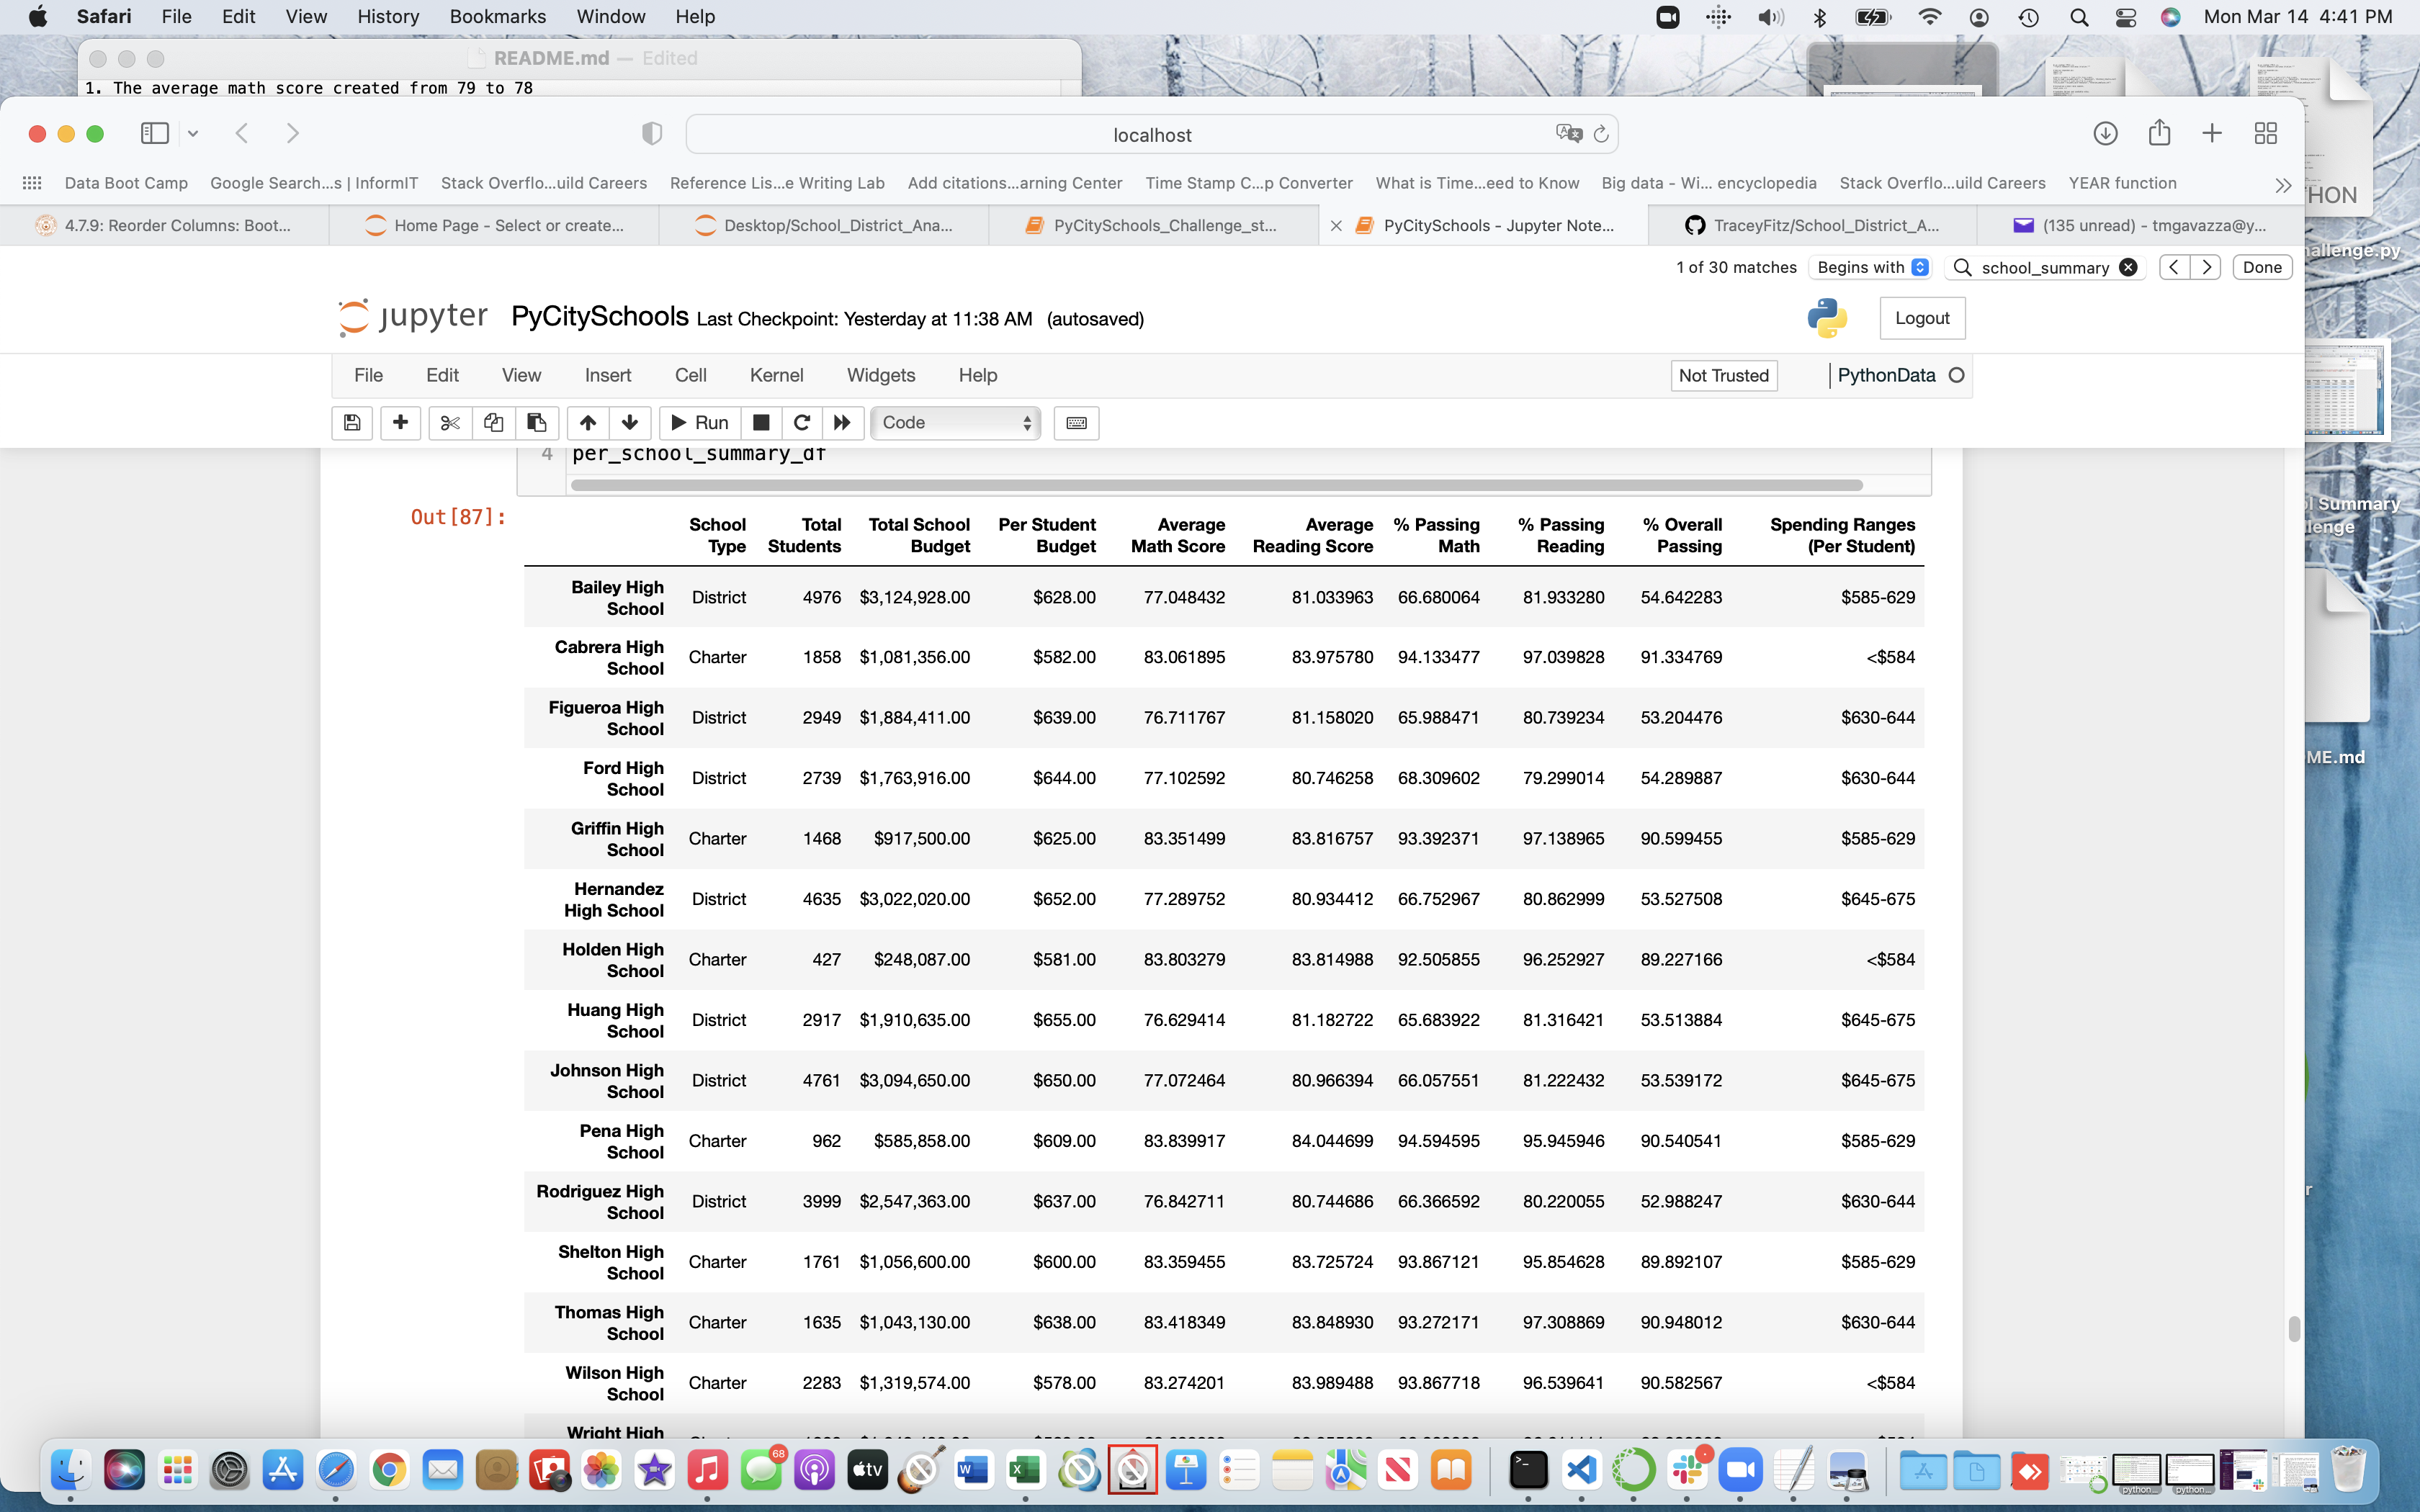 Safari File Edit View History Bookmarks Window Help Mon Mar 14 4:41 PM
README.md — Edited
1. The average math score created from 79 to 78
localhost
Data Boot Camp Google Search...s | InformIT Stack Overflo...uild Careers Reference Lis...e Writing Lab Add citations...arning Center Time Stamp C...p Converter What is Time...eed to Know Big data - Wi... encyclopedia Stack Overflo...uild Careers YEAR function
4.7.9: Reorder Columns: Boot... Home Page - Select or create... Desktop/School_District_Ana... PyCitySchools_Challenge_st... PyCitySchools - Jupyter Note... TraceyFitz/School_District_A... (135 unread) - tmgavazza@y...
1 of 30 matches Begins with school_summary Done
jupyter PyCitySchools Last Checkpoint: Yesterday at 11:38 AM (autosaved) Logout
File Edit View Insert Cell Kernel Widgets Help Not Trusted PythonData
Run Code
4 per_school_summary_df
Out[87]:
School Type Total Students Total School Budget Per Student Budget Average Math Score Average Reading Score % Passing Math % Passing Reading % Overall Passing Spending Ranges (Per Student)
Bailey High School District 4976 $3,124,928.00 $628.00 77.048432 81.033963 66.680064 81.933280 54.642283 $585-629
Cabrera High School Charter 1858 $1,081,356.00 $582.00 83.061895 83.975780 94.133477 97.039828 91.334769 <$584
Figueroa High School District 2949 $1,884,411.00 $639.00 76.711767 81.158020 65.988471 80.739234 53.204476 $630-644
Ford High School District 2739 $1,763,916.00 $644.00 77.102592 80.746258 68.309602 79.299014 54.289887 $630-644
Griffin High School Charter 1468 $917,500.00 $625.00 83.351499 83.816757 93.392371 97.138965 90.599455 $585-629
Hernandez High School District 4635 $3,022,020.00 $652.00 77.289752 80.934412 66.752967 80.862999 53.527508 $645-675
Holden High School Charter 427 $248,087.00 $581.00 83.803279 83.814988 92.505855 96.252927 89.227166 <$584
Huang High School District 2917 $1,910,635.00 $655.00 76.629414 81.182722 65.683922 81.316421 53.513884 $645-675
Johnson High School District 4761 $3,094,650.00 $650.00 77.072464 80.966394 66.057551 81.222432 53.539172 $645-675
Pena High School Charter 962 $585,858.00 $609.00 83.839917 84.044699 94.594595 95.945946 90.540541 $585-629
Rodriguez High School District 3999 $2,547,363.00 $637.00 76.842711 80.744686 66.366592 80.220055 52.988247 $630-644
Shelton High School Charter 1761 $1,056,600.00 $600.00 83.359455 83.725724 93.867121 95.854628 89.892107 $585-629
Thomas High School Charter 1635 $1,043,130.00 $638.00 83.418349 83.848930 93.272171 97.308869 90.948012 $630-644
Wilson High School Charter 2283 $1,319,574.00 $578.00 83.274201 83.989488 93.867718 96.539641 90.582567 <$584
Wright High
HON
hallenge.py
ol Summary
lenge
ME.md
68
tv